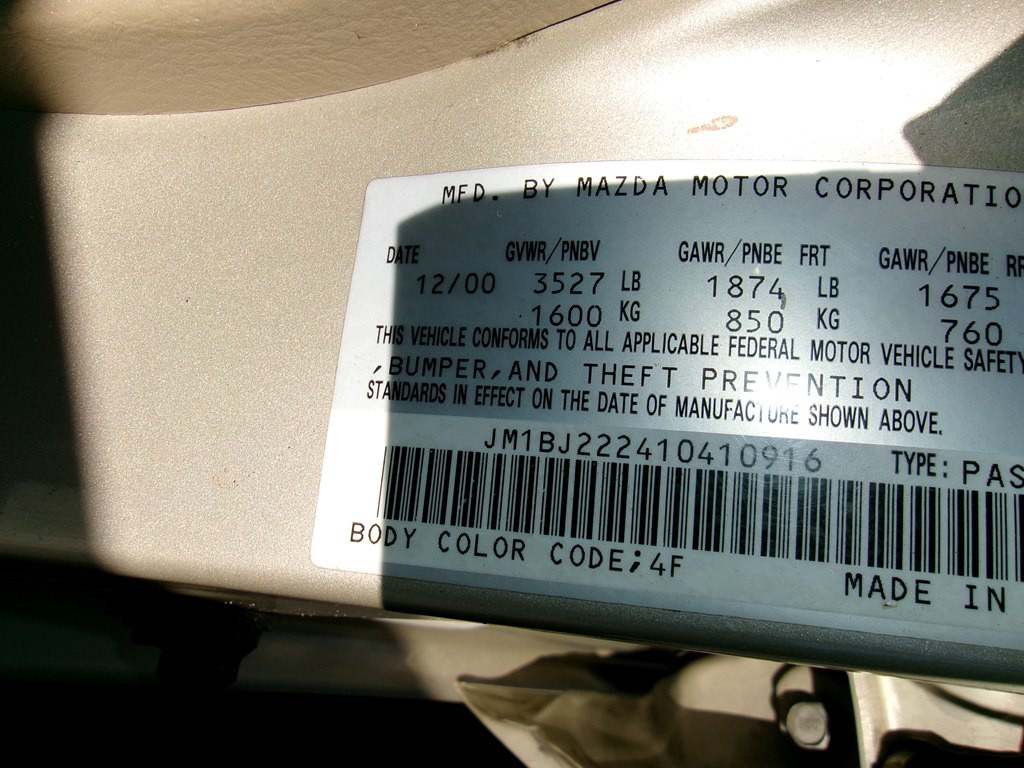 MFD. BY MAZDA MOTOR CORPORATIO
DATE GVWR/PNBV GAWR/PNBE FRT GAWR/PNBE RR
12/00 3527 LB 1874 LB 1675
1600 KG 850 KG 760
THIS VEHICLE CONFORMS TO ALL APPLICABLE FEDERAL MOTOR VEHICLE SAFETY
,BUMPER,AND THEFT PREVENTION
STANDARDS IN EFFECT ON THE DATE OF MANUFACTURE SHOWN ABOVE.
JM1BJ222410410916 TYPE: PAS
BODY COLOR CODE;4F
MADE IN